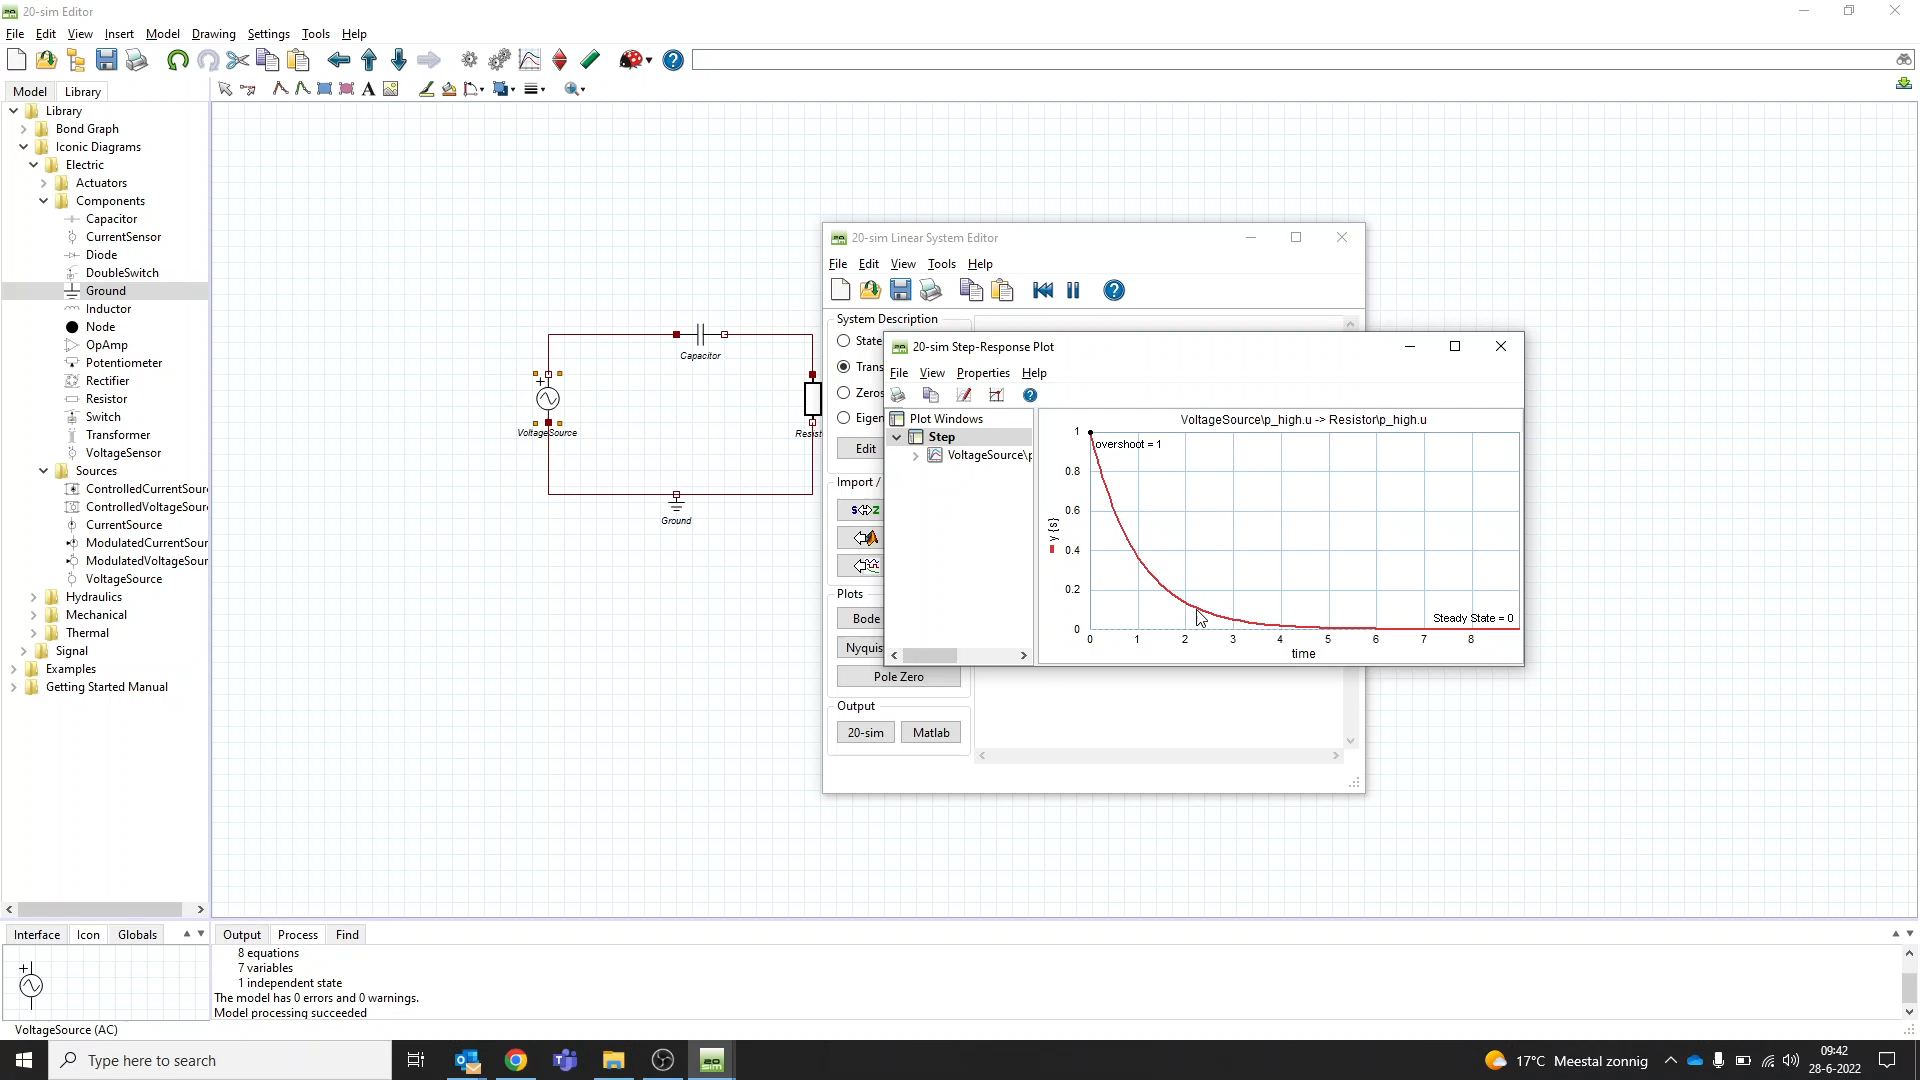 20-sim Editor
File Edit View Insert Model Drawing Settings Tools Help
Model Library
Library
Bond Graph
Iconic Diagrams
Electric
Actuators
Components
Capacitor
CurrentSensor
Diode
DoubleSwitch
Ground
Inductor
Node
OpAmp
Potentiometer
Rectifier
Resistor
Switch
Transformer
VoltageSensor
Sources
ControlledCurrentSour
ControlledVoltageSour
CurrentSource
ModulatedCurrentSour
ModulatedVoltageSour
VoltageSource
Hydraulics
Mechanical
Thermal
Signal
Examples
Getting Started Manual
Capacitor
VoltageSource
Resist
Ground
20-sim Linear System Editor
File Edit View Tools Help
System Description
State
Trans
Zeros
Eigen
Edit
Import /
S Z
Plots
Bode
Nyquis
Pole Zero
Output
20-sim Matlab
20-sim Step-Response Plot
File View Properties Help
Plot Windows
Step
VoltageSource\p
VoltageSource\p_high.u -> Resistor\p_high.u
overshoot = 1
1
0.8
0.6
0.4
0.2
0
y {s}
Steady State = 0
0 1 2 3 4 5 6 7 8
time
Interface Icon Globals
Output Process Find
8 equations
7 variables
1 independent state
The model has 0 errors and 0 warnings.
Model processing succeeded
VoltageSource (AC)
Type here to search
20 SIM
17°C Meestal zonnig
09:42
28-6-2022